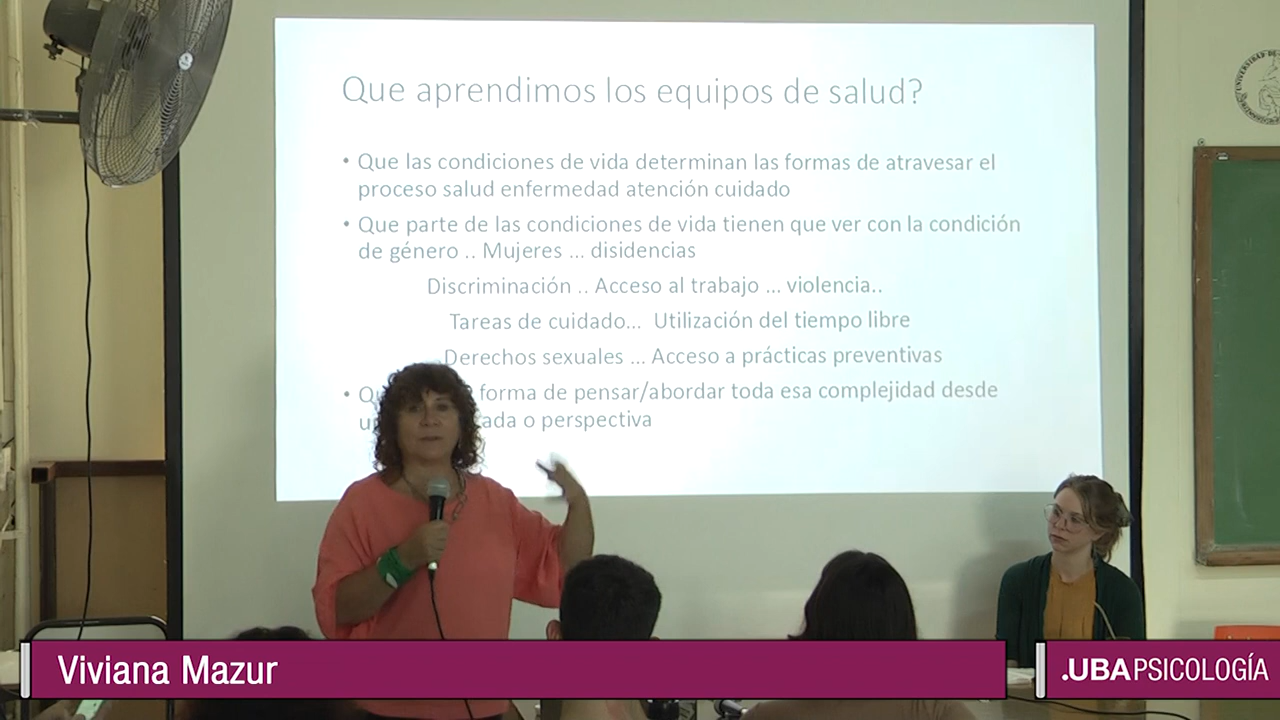 Que aprendimos los equipos de salud?
• Que las condiciones de vida determinan las formas de atravesar el
proceso salud enfermedad atención cuidado
• Que parte de las condiciones de vida tienen que ver con la condición
de género .. Mujeres ... disidencias
Discriminación .. Acceso al trabajo ... violencia..
Tareas de cuidado... Utilización del tiempo libre
Derechos sexuales ... Acceso a prácticas preventivas
• forma de pensar/abordar toda esa complejidad desde
o perspectiva
Viviana Mazur
.UBAPSICOLOGÍA